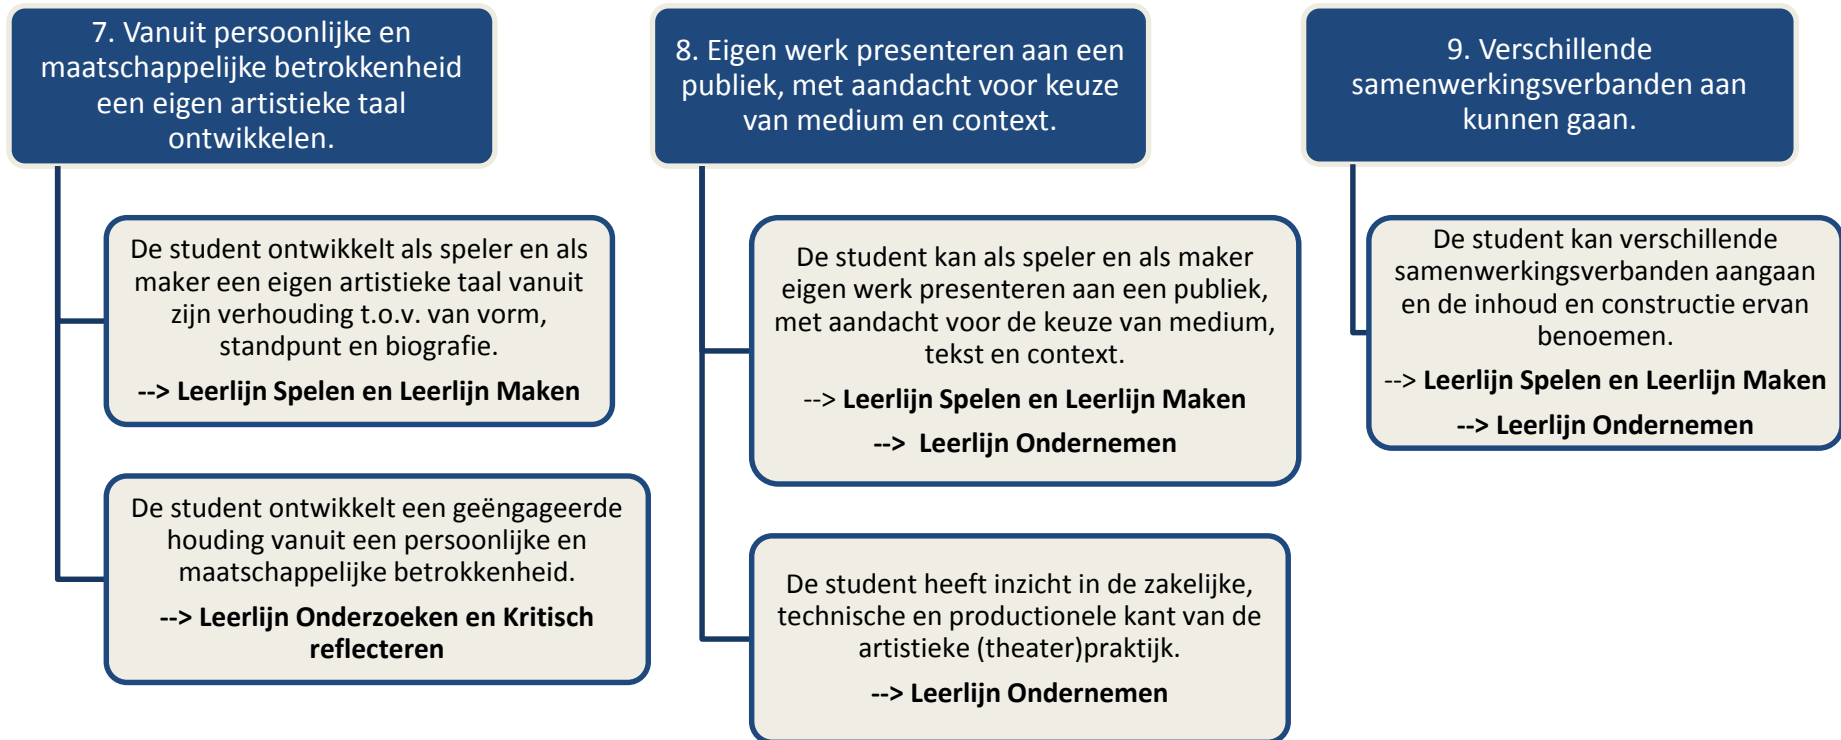 7. Vanuit persoonlijke en
maatschappelijke betrokkenheid
een eigen artistieke taal
ontwikkelen.
De student ontwikkelt als speler en als
maker een eigen artistieke taal vanuit
zijn verhouding t.o.v. van vorm,
standpunt en biografie.
--> Leerlijn Spelen en Leerlijn Maken
De student ontwikkelt een geëngageerde
houding vanuit een persoonlijke en
maatschappelijke betrokkenheid.
--> Leerlijn Onderzoeken en Kritisch
reflecteren
8. Eigen werk presenteren aan een
publiek, met aandacht voor keuze
van medium en context.
De student kan als speler en als maker
eigen werk presenteren aan een publiek,
met aandacht voor de keuze van medium,
tekst en context.
--> Leerlijn Spelen en Leerlijn Maken
--> Leerlijn Ondernemen
De student heeft inzicht in de zakelijke,
technische en productionele kant van de
artistieke (theater)praktijk.
--> Leerlijn Ondernemen
9. Verschillende
samenwerkingsverbanden aan
kunnen gaan.
De student kan verschillende
samenwerkingsverbanden aangaan
en de inhoud en constructie ervan
benoemen.
--> Leerlijn Spelen en Leerlijn Maken
--> Leerlijn Ondernemen